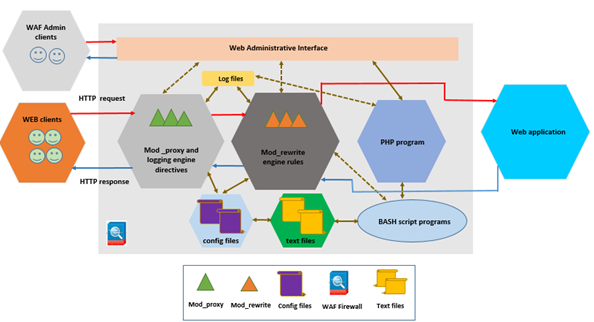 WAF Admin
clients
Web Administrative Interface
Log files
HTTP request
WEB clients
Mod _proxy and
logging engine
directives
Mod_rewrite
engine rules
PHP program
Web application
HTTP response
config files
text files
BASH script programs
Mod_proxy
Mod_rewrite
Config files
WAF Firewall
Text files